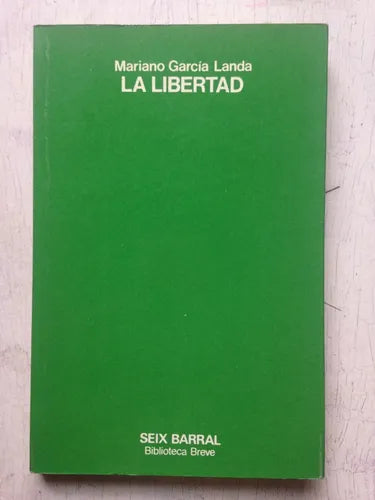 Mariano García Landa
LA LIBERTAD
SEIX BARRAL
Biblioteca Breve